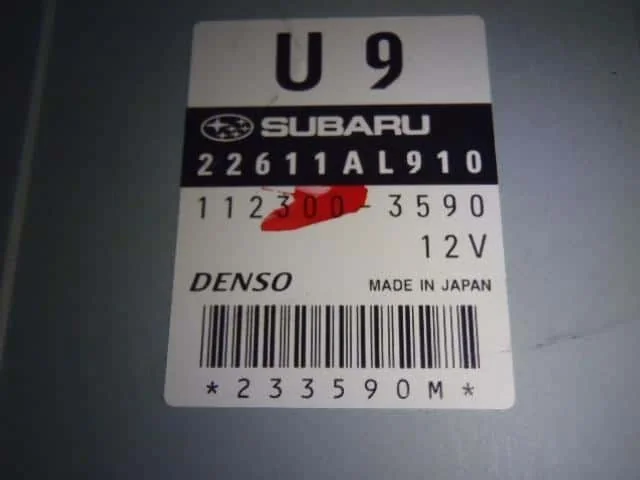 U 9
SUBARU
22611AL910
112300-3590
12V
DENSO MADE IN JAPAN
*233590M*